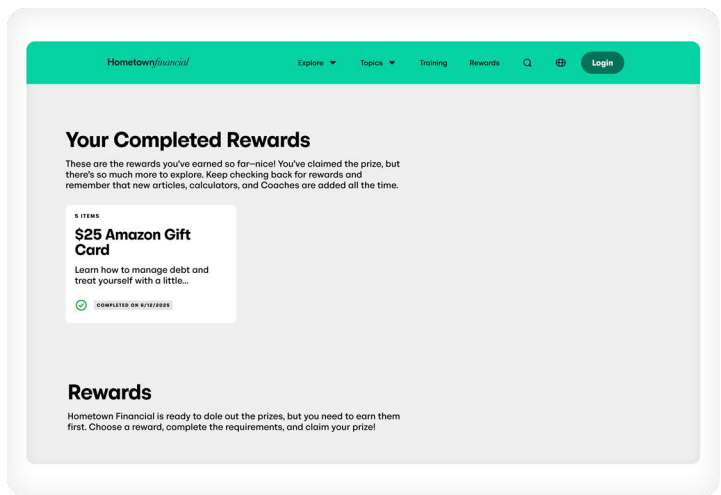 Hometownfinancial
Explore
Topics
Training
Rewards
Login
Your Completed Rewards
These are the rewards you've earned so far—nice! You've claimed the prize, but
there's so much more to explore. Keep checking back for rewards and
remember that new articles, calculators, and Coaches are added all the time.
5 ITEMS
$25 Amazon Gift
Card
Learn how to manage debt and
treat yourself with a little...
COMPLETED ON 6/12/2025
Rewards
Hometown Financial is ready to dole out the prizes, but you need to earn them
first. Choose a reward, complete the requirements, and claim your prize!